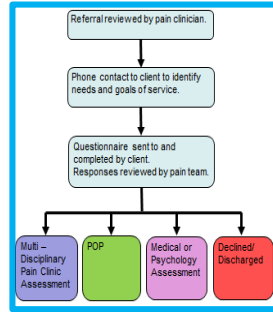 Referral reviewed by pain clinician.
Phone contact to client to identify
needs and goals of service.
Questionnaire sent to and
completed by client.
Responses reviewed by pain team.
Multi –
Disciplinary
Pain Clinic
Assessment
POP
Medical or
Psychology
Assessment
Declined/
Discharged